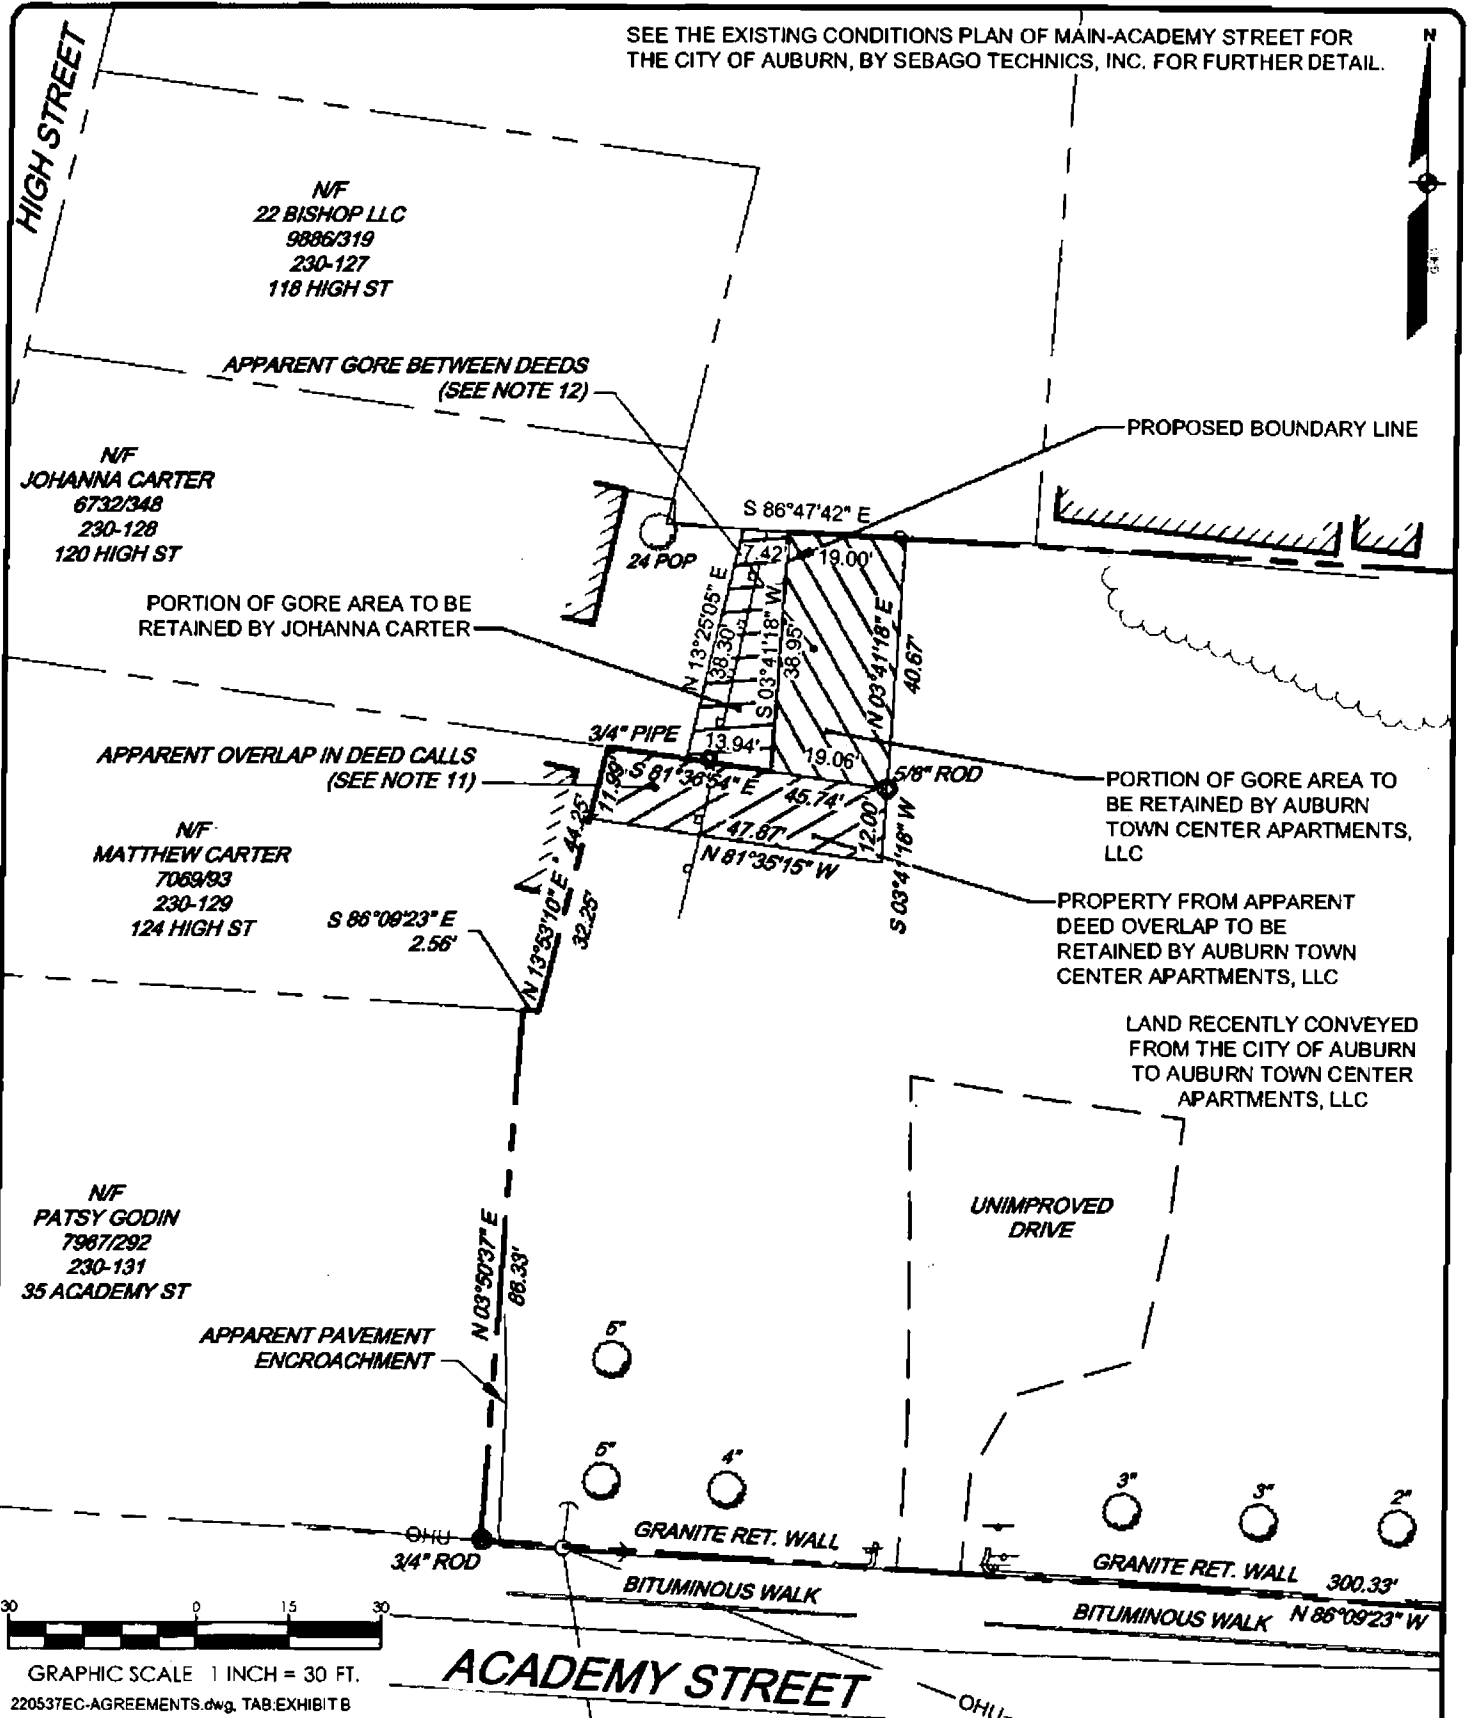 SEE THE EXISTING CONDITIONS PLAN OF MAIN-ACADEMY STREET FOR
THE CITY OF AUBURN, BY SEBAGO TECHNICS, INC. FOR FURTHER DETAIL.
N
HIGH STREET
N/F
22 BISHOP LLC
9886/319
230-127
118 HIGH ST
APPARENT GORE BETWEEN DEEDS
(SEE NOTE 12)
PROPOSED BOUNDARY LINE
N/F
JOHANNA CARTER
6732/348
230-128
120 HIGH ST
24 POP
S 86°47'42" E
7.42'
19.00'
PORTION OF GORE AREA TO BE
RETAINED BY JOHANNA CARTER
N 13°25'05" E
38.30'
S 03°41'18" W
38.95'
N 03°41'18" E
40.67'
3/4" PIPE
13.94'
19.06'
5/8" ROD
APPARENT OVERLAP IN DEED CALLS
(SEE NOTE 11)
11.99'
S 81°36'54" E
45.74'
47.87'
N 81°35'15" W
12.00'
S 03°41'18" W
PORTION OF GORE AREA TO
BE RETAINED BY AUBURN
TOWN CENTER APARTMENTS,
LLC
N/F
MATTHEW CARTER
7069/93
230-129
124 HIGH ST
44.25'
N 13°53'10" E
32.25'
S 86°09'23" E
2.56'
PROPERTY FROM APPARENT
DEED OVERLAP TO BE
RETAINED BY AUBURN TOWN
CENTER APARTMENTS, LLC
LAND RECENTLY CONVEYED
FROM THE CITY OF AUBURN
TO AUBURN TOWN CENTER
APARTMENTS, LLC
UNIMPROVED
DRIVE
N/F
PATSY GODIN
7967/292
230-131
35 ACADEMY ST
N 03°50'37" E
86.33'
APPARENT PAVEMENT
ENCROACHMENT
5"
4"
3"
3"
2"
OHU
3/4" ROD
GRANITE RET. WALL
GRANITE RET. WALL
300.33'
BITUMINOUS WALK
BITUMINOUS WALK
N 86°09'23" W
30
0
15
30
GRAPHIC SCALE 1 INCH = 30 FT.
220537EC-AGREEMENTS.dwg, TAB:EXHIBIT B
ACADEMY STREET
OHU